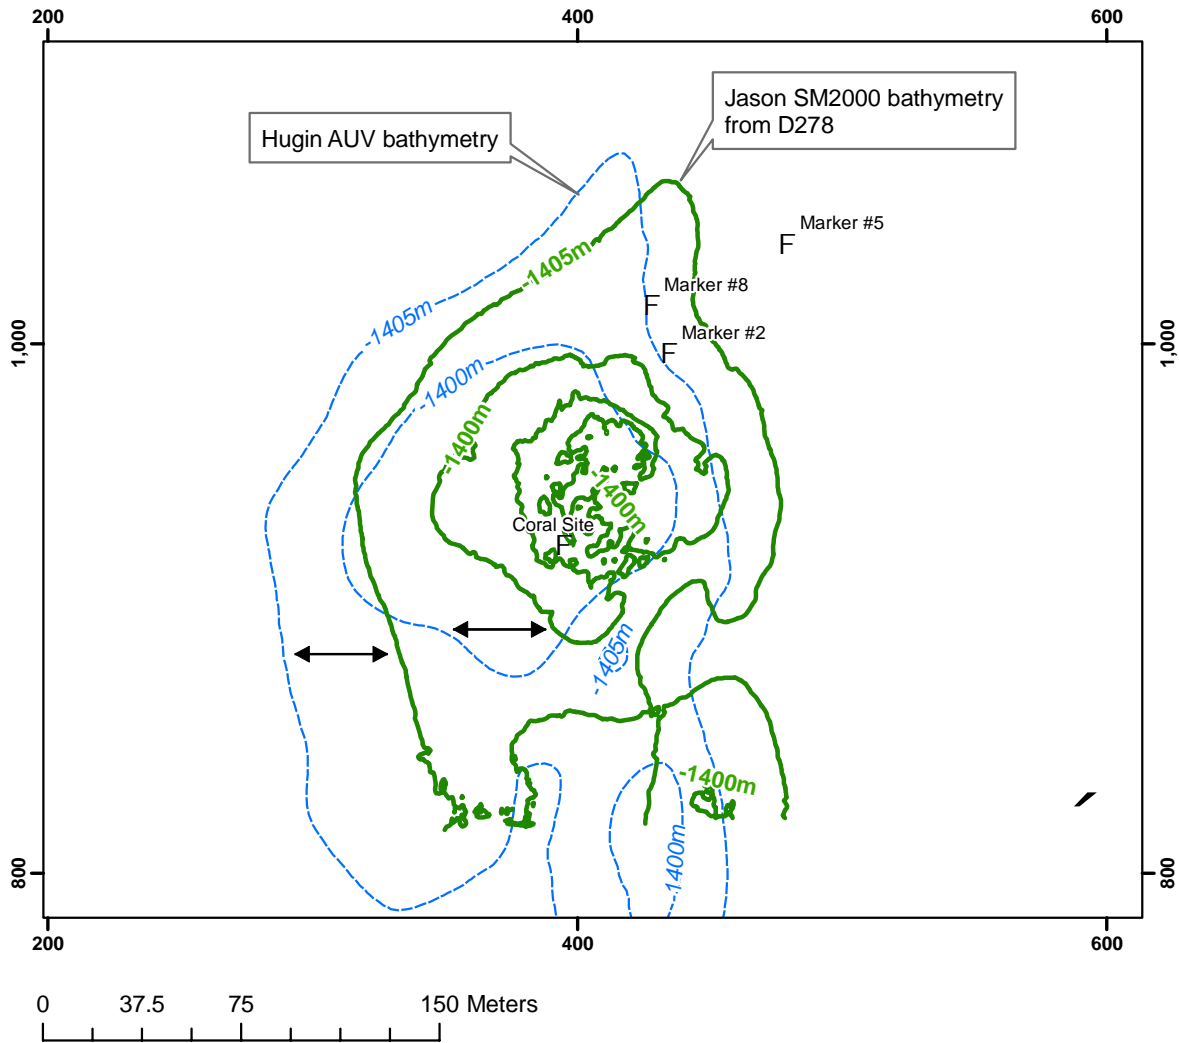 200 400 600
Jason SM2000 bathymetry
from D278
Hugin AUV bathymetry
Marker #5
F
-1405m
Marker #8
F
-1405m
Marker #2
F
1,000 1,000
-1400m
-1400m
-1400m
Coral Site
F
-1405m
-1400m
-1400m
800 800
200 400 600
0 37.5 75 150 Meters